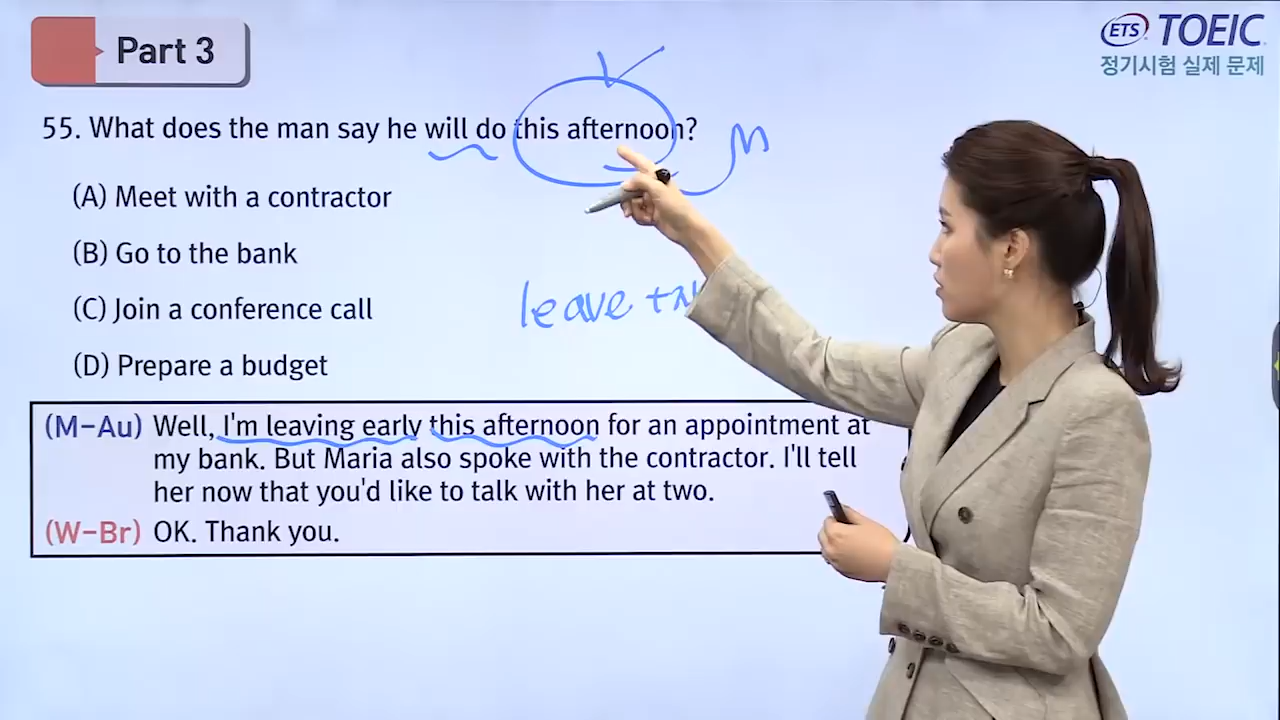 Part 3
ETS TOEIC
정기시험 실제 문제
55. What does the man say he will do this afternoon?
M
(A) Meet with a contractor
(B) Go to the bank
(C) Join a conference call
leave
(D) Prepare a budget
(M-Au) Well, I'm leaving early this afternoon for an appointment at
my bank. But Maria also spoke with the contractor. I'll tell
her now that you'd like to talk with her at two.
(W-Br) OK. Thank you.